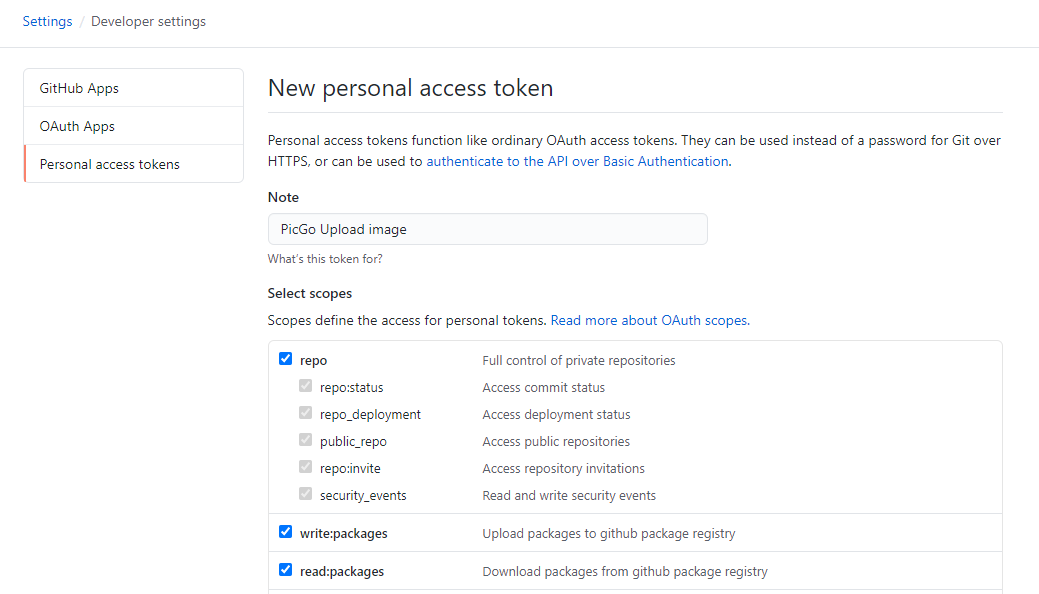 Settings / Developer settings
GitHub Apps
OAuth Apps
Personal access tokens
New personal access token
Personal access tokens function like ordinary OAuth access tokens. They can be used instead of a password for Git over
HTTPS, or can be used to authenticate to the API over Basic Authentication.
Note
PicGo Upload image
What's this token for?
Select scopes
Scopes define the access for personal tokens. Read more about OAuth scopes.
repo Full control of private repositories
repo:status Access commit status
repo_deployment Access deployment status
public_repo Access public repositories
repo:invite Access repository invitations
security_events Read and write security events
write:packages Upload packages to github package registry
read:packages Download packages from github package registry